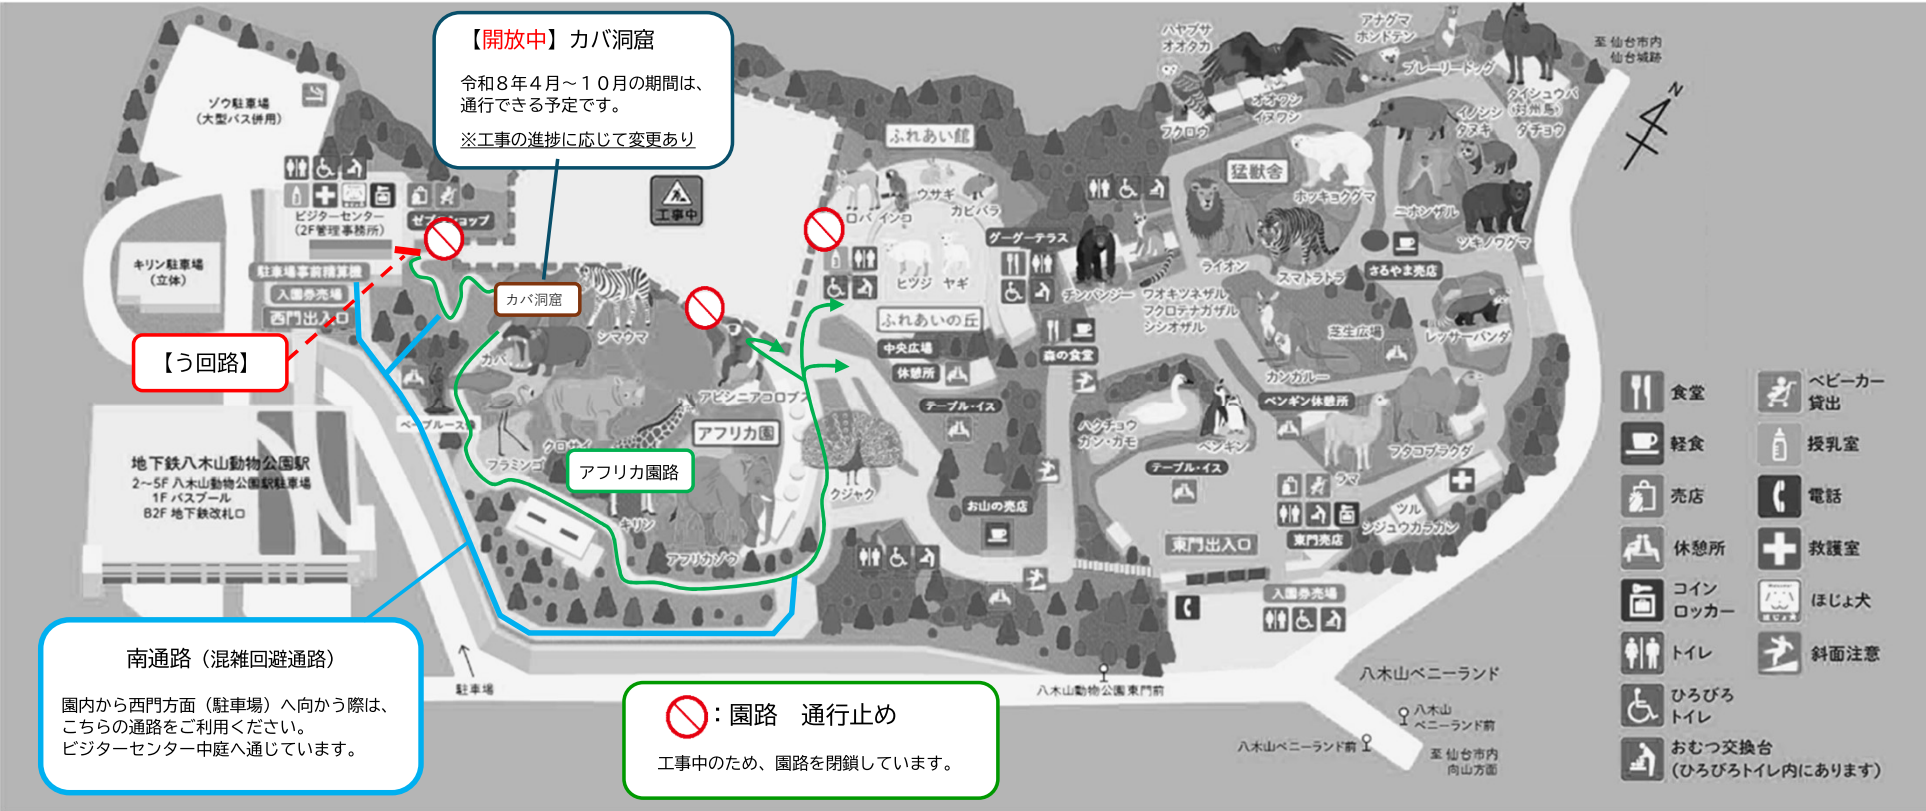 【開放中】カバ洞窟
令和８年４月～１０月の期間は、
通行できる予定です。
※工事の進捗に応じて変更あり
ゾウ駐車場
(大型バス併用)
ビジターセンター
(2F管理事務所)
キリン駐車場
(立体)
駐車場事前精算機
入園券売場
西門出入口
【う回路】
地下鉄八木山動物公園駅
2～5F 八木山動物公園駅駐車場
1F バスプール
B2F 地下鉄改札口
工事中
カバ洞窟
シマウマ
カバ
アビシニアコロブス
アフリカ園
クロサイ
フラミンゴ
アフリカ園路
キリン
アフリカゾウ
クジャク
ふれあい館
ウサギ
ロバ インコ
カピバラ
グーグーテラス
ヒツジ ヤギ
ふれあいの丘
中央広場
休憩所
テーブル・イス
森の食堂
お山の売店
ハヤブサ
オオタカ
フクロウ
オオワシ
イヌワシ
アナグマ
ホンドテン
プレーリードッグ
タイシュウバ
(対州馬)
ダチョウ
イノシシ
タヌキ
至 仙台市内
仙台城跡
N
猛獣舎
ホッキョクグマ
ニホンザル
ツキノワグマ
ライオン
スマトラトラ
さるやま売店
チンパンジー
ワオキツネザル
フクロテナガザル
シシオザル
芝生広場
レッサーパンダ
カンガルー
ペンギン休憩所
ハクチョウ
ガン・カモ
ペンギン
フタコブラクダ
テーブル・イス
ラマ
ツル
シジュウカラガン
東門売店
東門出入口
入園券売場
南通路（混雑回避通路）
園内から西門方面（駐車場）へ向かう際は、
こちらの通路をご利用ください。
ビジターセンター中庭へ通じています。
駐車場
：園路　通行止め
工事中のため、園路を閉鎖しています。
八木山動物公園東門前
八木山ベニーランド
八木山
ベニーランド前
八木山ベニーランド前
至 仙台市内
向山方面
食堂
軽食
売店
休憩所
コイン
ロッカー
トイレ
ひろびろ
トイレ
おむつ交換台
(ひろびろトイレ内にあります)
ベビーカー
貸出
授乳室
電話
救護室
ほじょ犬
斜面注意